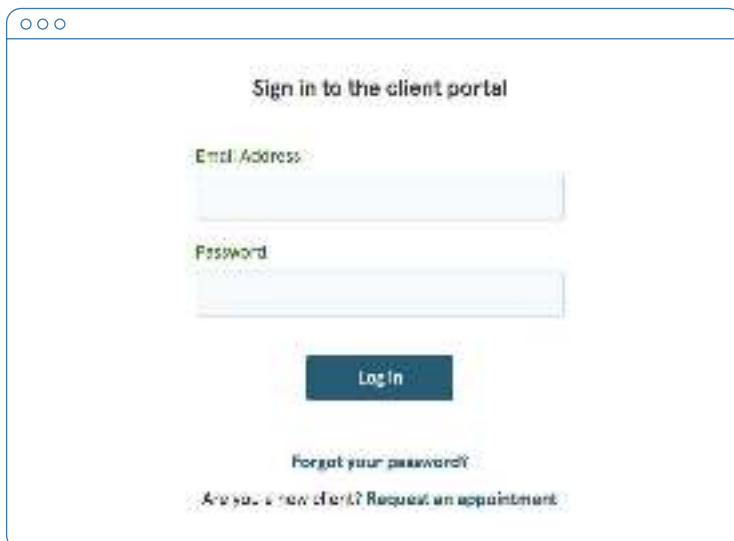 Sign in to the client portal
Email Address
Password
Log In
Forgot your password?
Are you a new client? Request an appointment